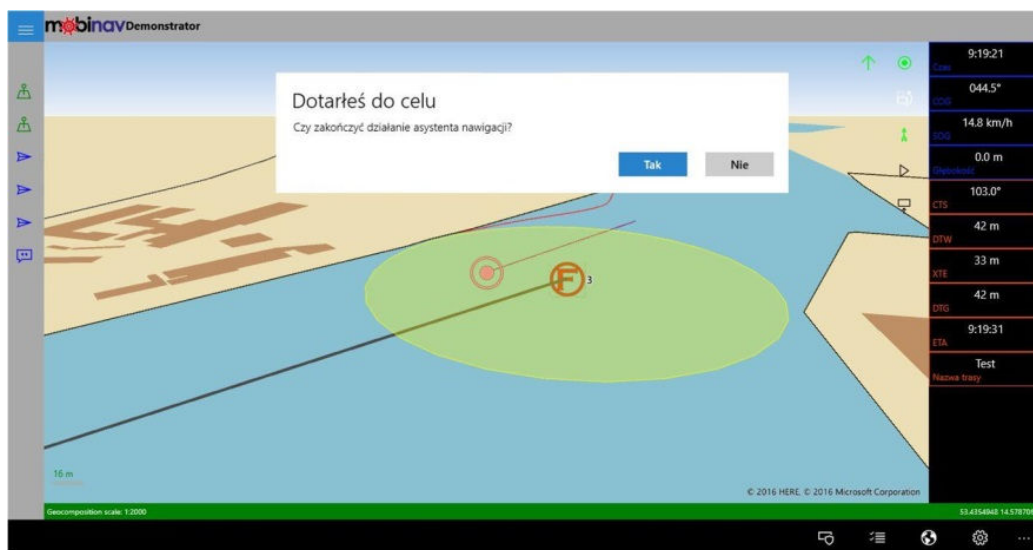 mobinav Demonstrator
Dotarłeś do celu
Czy zakończyć działanie asystenta nawigacji?
Tak Nie
9:19:21
Czas
044.5°
COG
14.8 km/h
SOG
0.0 m
Głębokość
103.0°
CTS
42 m
DTW
33 m
XTE
42 m
DTG
9:19:31
ETA
Test
Nazwa trasy
F 3
16 m
© 2016 HERE, © 2016 Microsoft Corporation
Geocomposition scale: 1:2000
53.4354948 14.578706